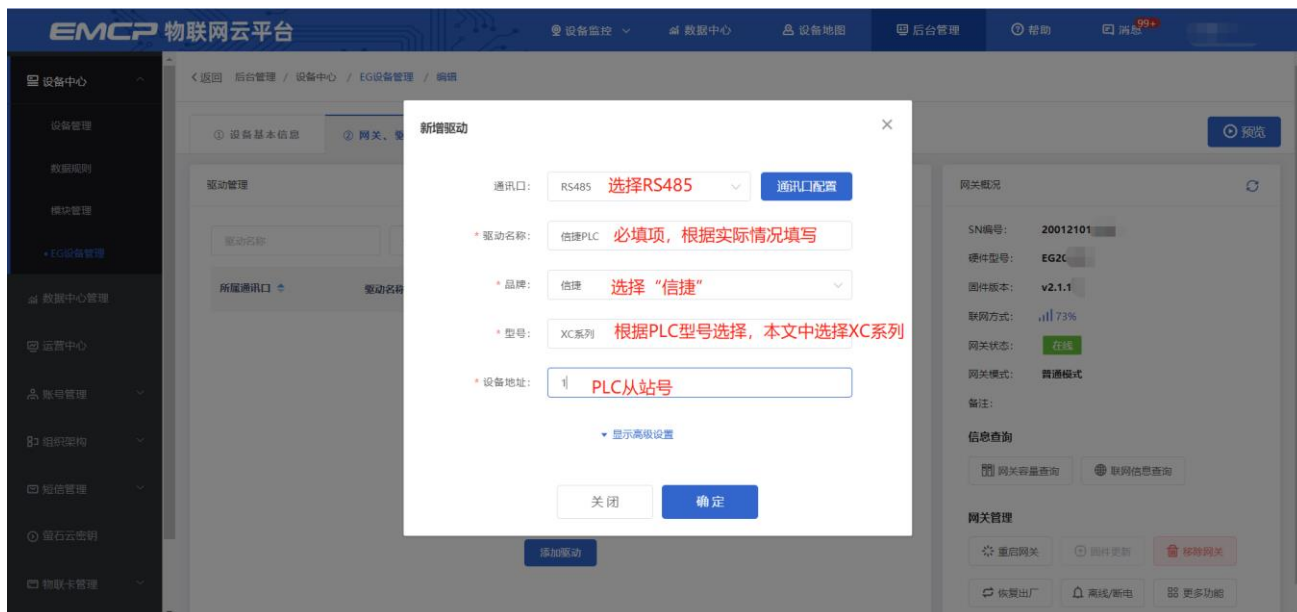 EMCP 物联网云平台
设备监控 数据中心 设备地图 后台管理 帮助 消息 99+
设备中心
设备管理
数据规则
模块管理
EG设备管理
数据中心管理
运营中心
账号管理
组织架构
短信管理
萤石云密钥
物联卡管理
返回 后台管理 / 设备中心 / EG设备管理 / 编辑
① 设备基本信息 ② 网关、
预览
驱动管理
驱动名称
所属通讯口 驱动名称
添加驱动
新增驱动
通讯口: RS485 选择RS485 通讯口配置
* 驱动名称: 信捷PLC 必填项，根据实际情况填写
* 品牌: 信捷 选择“信捷”
* 型号: XC系列 根据PLC型号选择，本文中选择XC系列
* 设备地址: 1 PLC从站号
显示高级设置
关闭 确定
网关概况
SN编号: 20012101
硬件型号: EG20
固件版本: v2.1.1
联网方式: 73%
网关状态: 在线
网关模式: 普通模式
备注:
信息查询
网关容量查询 联网信息查询
网关管理
重启网关 固件更新 移除网关
恢复出厂 离线/断电 更多功能